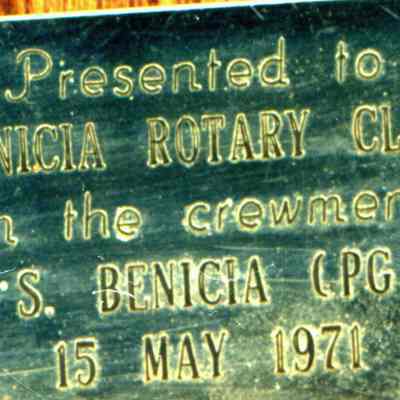 Presented to
NICIA ROTARY CL
n the crewmen
S. BENICIA (PG
15 MAY 1971